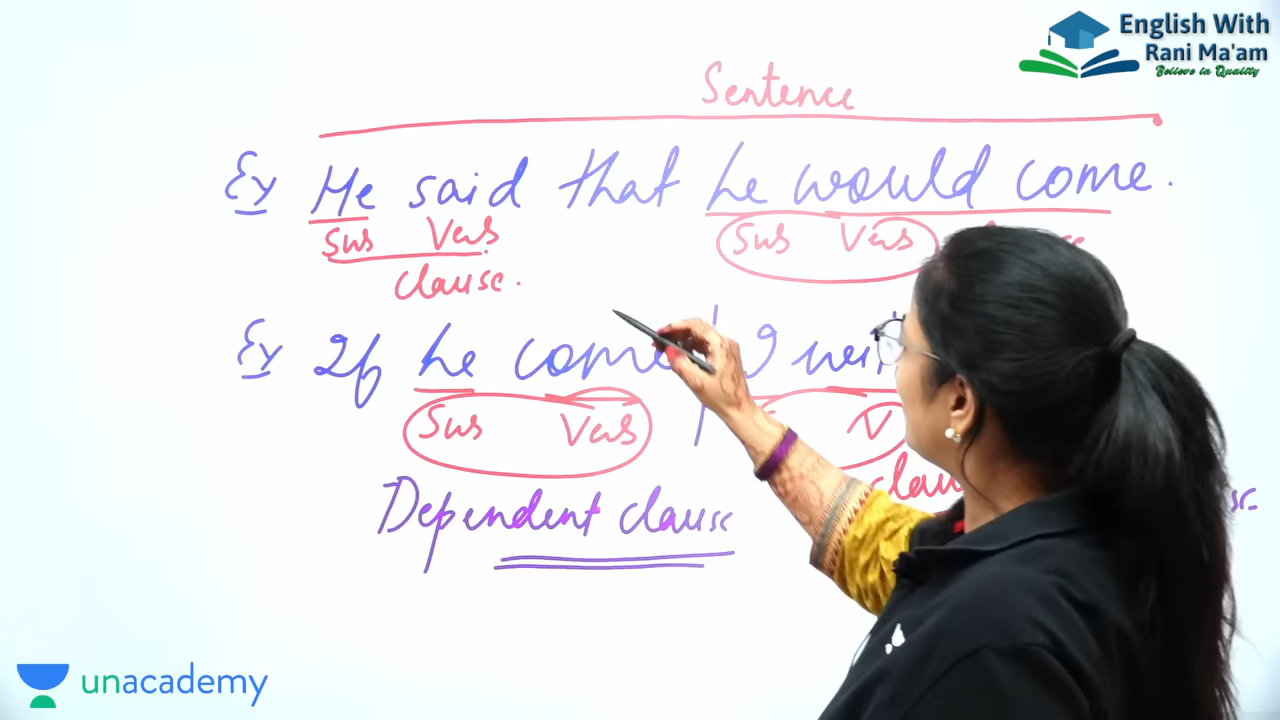 English With
Rani Ma'am
Believe in Quality
Sentence
Ex He said that he would come.
Sub Verb Sub Verb
clause.
Ex If he come I
Sub Verb V
Dependent clause
unacademy